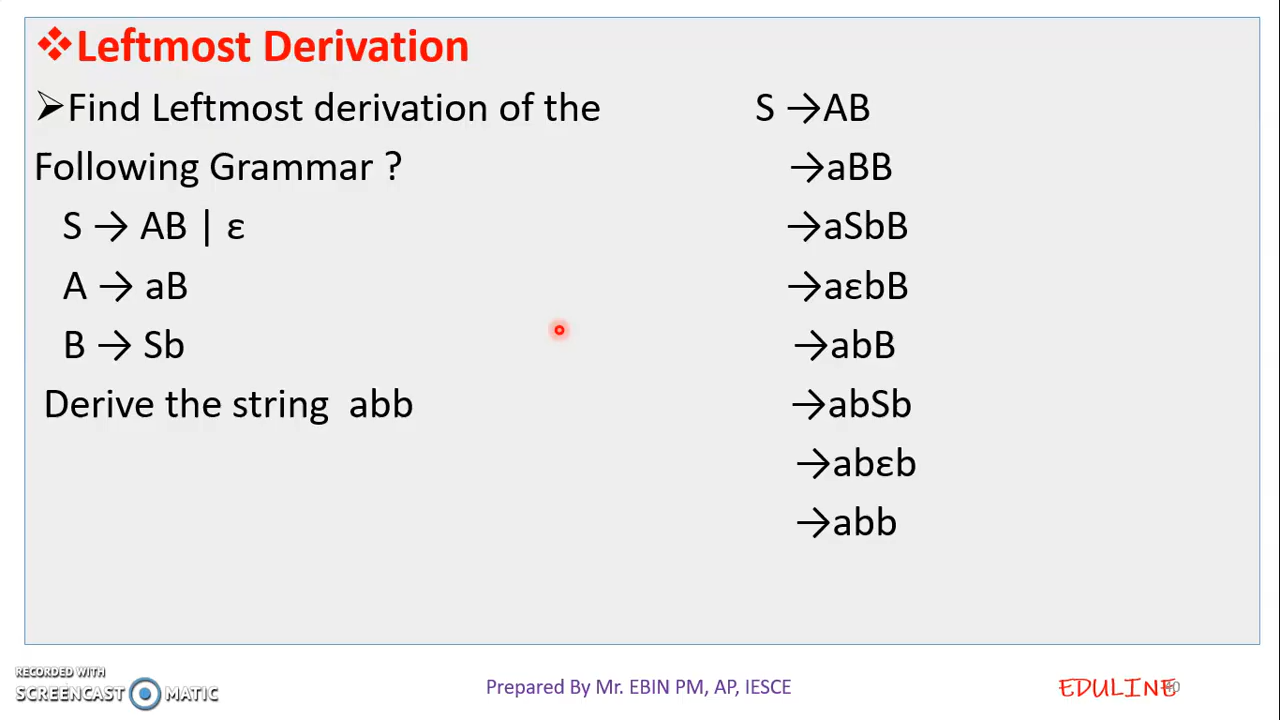 ❖Leftmost Derivation
➢Find Leftmost derivation of the
Following Grammar ?
S → AB | ε
A → aB
B → Sb
Derive the string abb
S →AB
→aBB
→aSbB
→aεbB
→abB
→abSb
→abεb
→abb
RECORDED WITH
SCREENCAST MATIC
Prepared By Mr. EBIN PM, AP, IESCE
EDULINE
40